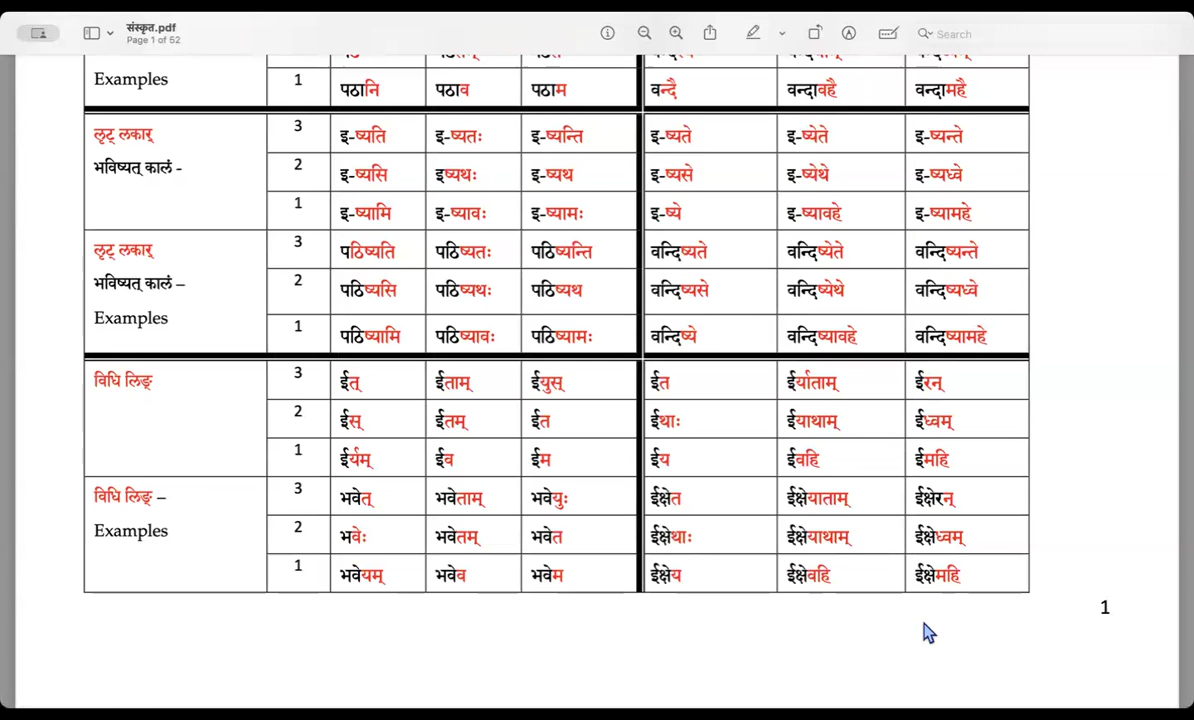 संस्कृत.pdf
Page 1 of 52
Search
Examples 1 पठानि पठाव पठाम वन्दै वन्दावहै वन्दामहै
लृट् लकार् 3 इ-ष्यति इ-ष्यतः इ-ष्यन्ति इ-ष्यते इ-ष्येते इ-ष्यन्ते
भविष्यत् कालं - 2 इ-ष्यसि इष्यथः इ-ष्यथ इ-ष्यसे इ-ष्येथे इ-ष्यध्वे
1 इ-ष्यामि इ-ष्यावः इ-ष्यामः इ-ष्ये इ-ष्यावहे इ-ष्यामहे
लृट् लकार् 3 पठिष्यति पठिष्यतः पठिष्यन्ति वन्दिष्यते वन्दिष्येते वन्दिष्यन्ते
भविष्यत् कालं – 2 पठिष्यसि पठिष्यथः पठिष्यथ वन्दिष्यसे वन्दिष्येथे वन्दिष्यध्वे
Examples 1 पठिष्यामि पठिष्यावः पठिष्यामः वन्दिष्ये वन्दिष्यावहे वन्दिष्यामहे
विधि लिङ् 3 ईत् ईताम् ईयुस् ईत ईर्याताम् ईरन्
2 ईस् ईतम् ईत ईथाः ईयाथाम् ईध्वम्
1 ईर्यम् ईव ईम ईय ईवहि ईमहि
विधि लिङ् – 3 भवेत् भवेताम् भवेयुः ईक्षेत ईक्षेयाताम् ईक्षेरन्
Examples 2 भवेः भवेतम् भवेत ईक्षेथाः ईक्षेयाथाम् ईक्षेध्वम्
1 भवेयम् भवेव भवेम ईक्षेय ईक्षेवहि ईक्षेमहि
1